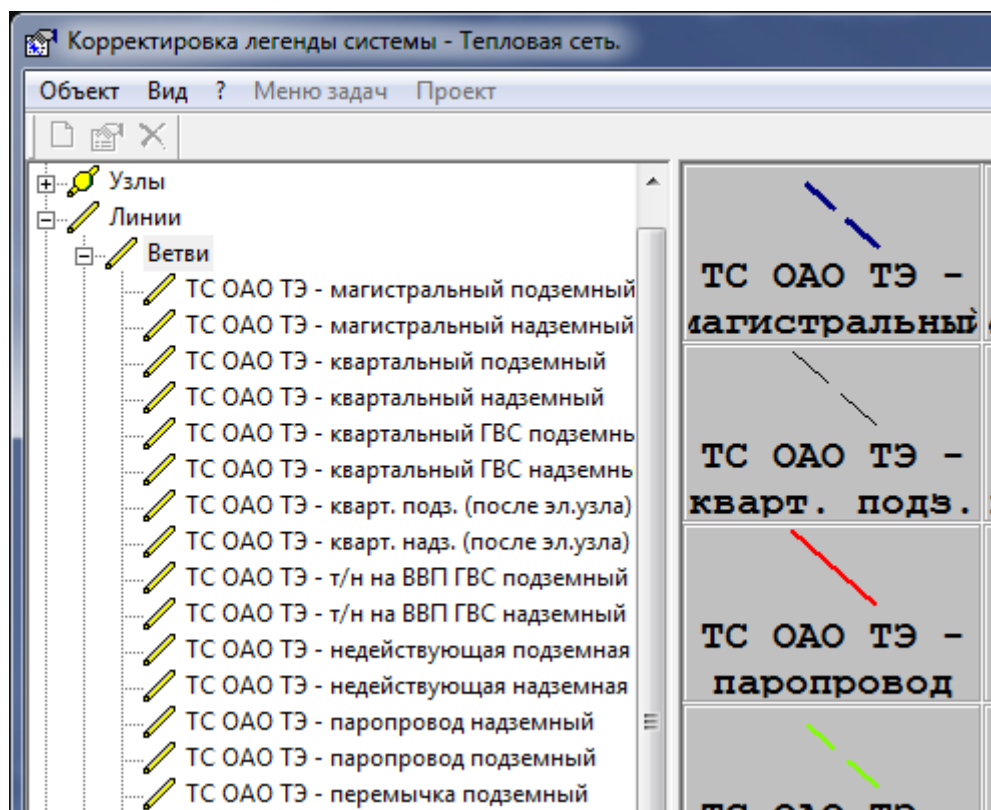 Корректировка легенды системы - Тепловая сеть.
Объект Вид ? Меню задач Проект
Узлы
Линии
Ветви
ТС ОАО ТЭ - магистральный подземный
ТС ОАО ТЭ - магистральный надземный
ТС ОАО ТЭ - квартальный подземный
ТС ОАО ТЭ - квартальный надземный
ТС ОАО ТЭ - квартальный ГВС подземнь
ТС ОАО ТЭ - квартальный ГВС надземнь
ТС ОАО ТЭ - кварт. подз. (после эл.узла)
ТС ОАО ТЭ - кварт. надз. (после эл.узла)
ТС ОАО ТЭ - т/н на ВВП ГВС подземный
ТС ОАО ТЭ - т/н на ВВП ГВС надземный
ТС ОАО ТЭ - недействующая подземная
ТС ОАО ТЭ - недействующая надземная
ТС ОАО ТЭ - паропровод надземный
ТС ОАО ТЭ - паропровод подземный
ТС ОАО ТЭ - перемычка подземный
ТС ОАО ТЭ -
магистральный
ТС ОАО ТЭ -
кварт. подз.
ТС ОАО ТЭ -
паропровод
ТС ОАО ТЭ -